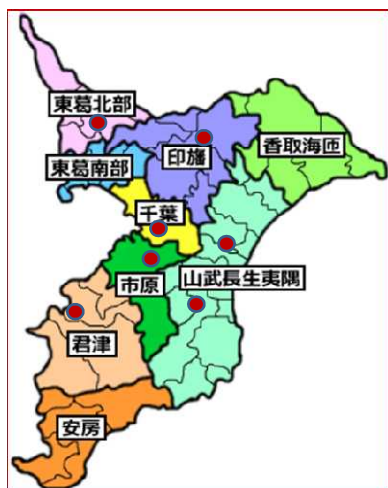 東葛北部
東葛南部
印旛
香取海匝
千葉
市原
山武長生夷隅
君津
安房